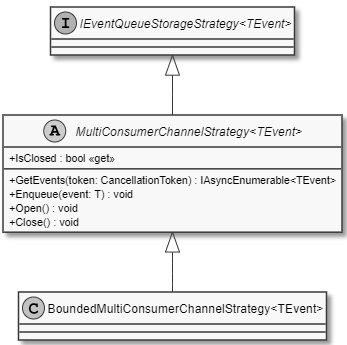 I IEventQueueStorageStrategy<TEvent>
A MultiConsumerChannelStrategy<TEvent>
+IsClosed : bool «get»
+GetEvents(token: CancellationToken) : IAsyncEnumerable<TEvent>
+Enqueue(event: T) : void
+Open() : void
+Close() : void
C BoundedMultiConsumerChannelStrategy<TEvent>